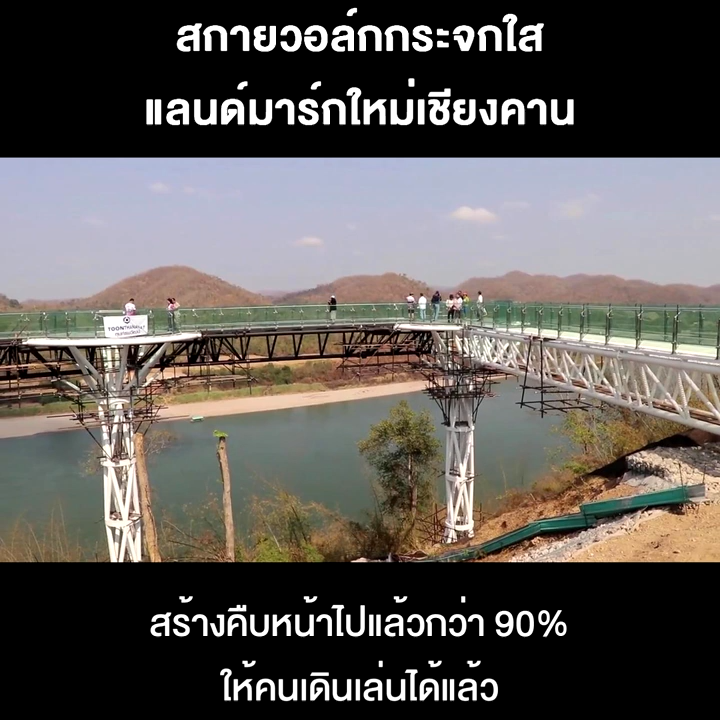 สกายวอล์กกระจกใส
แลนด์มาร์กใหม่เชียงคาน
สร้างคืบหน้าไปแล้วกว่า 90%
ให้คนเดินเล่นได้แล้ว